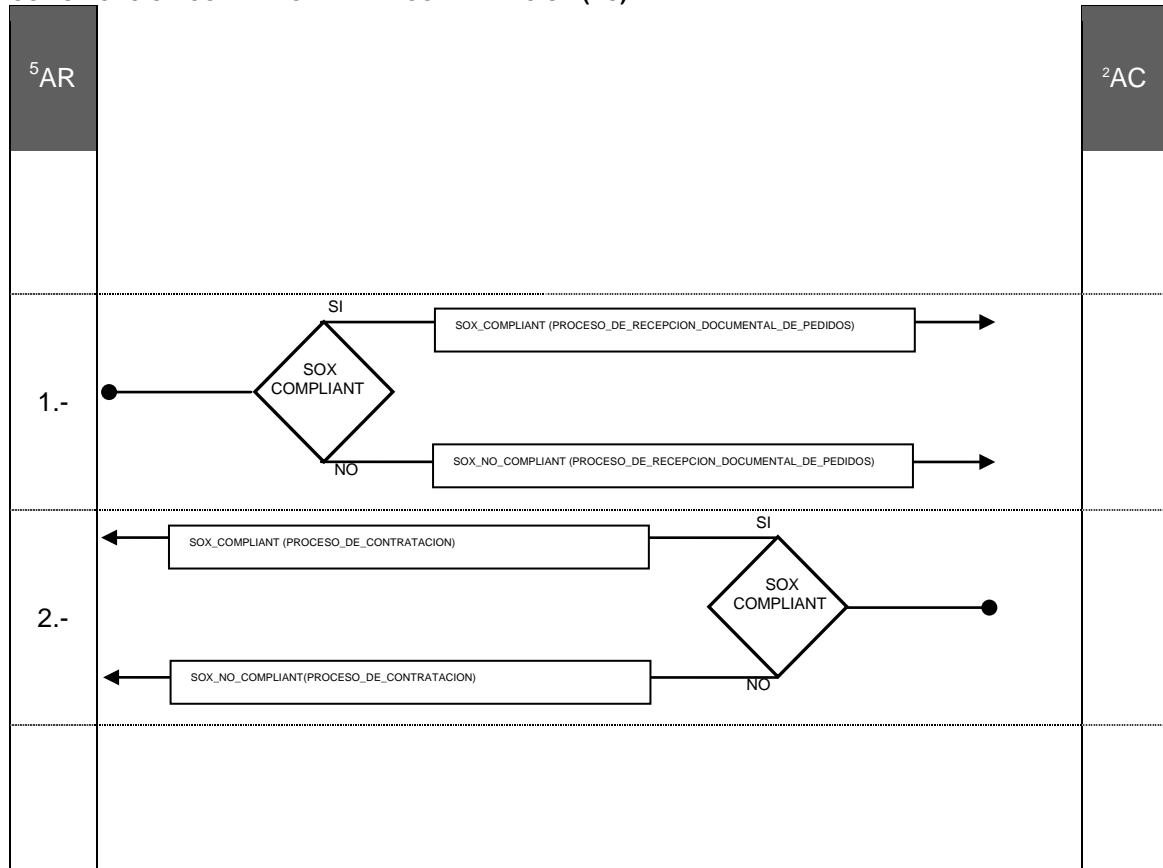 ⁵AR
²AC
1.-
SI
SOX
COMPLIANT
NO
SOX_COMPLIANT (PROCESO_DE_RECEPCION_DOCUMENTAL_DE_PEDIDOS)
SOX_NO_COMPLIANT (PROCESO_DE_RECEPCION_DOCUMENTAL_DE_PEDIDOS)
2.-
SOX_COMPLIANT (PROCESO_DE_CONTRATACION)
SI
SOX
COMPLIANT
NO
SOX_NO_COMPLIANT(PROCESO_DE_CONTRATACION)